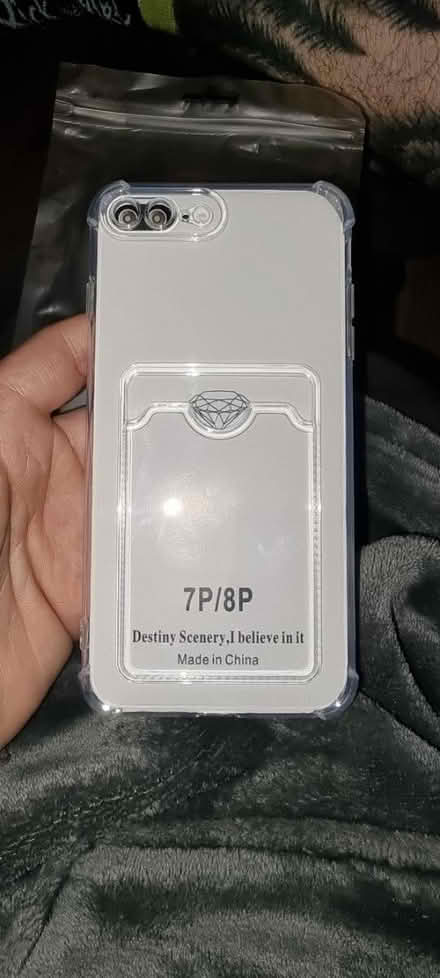 7P/8P
Destiny Scenery,I believe in it
Made in China